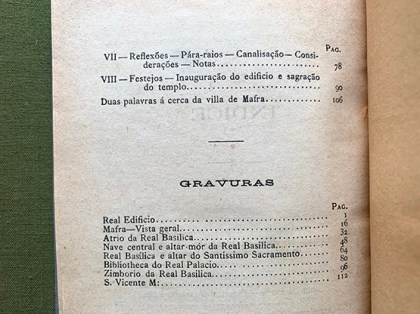 PAG.
VII — Reflexões — Pára-raios — Canalisação — Consi-
derações — Notas 78
VIII — Festejos — Inauguração do edificio e sagração
do templo 90
Duas palavras á cerca da villa de Mafra 106
GRAVURAS
PAG.
Real Edificio 1
Mafra—Vista geral 16
Atrio da Real Basilica 32
Nave central e altar-mór da Real Basilica 48
Real Basilica e altar do Santissimo Sacramento 64
Bibliotheca do Real Palacio 80
Zimborio da Real Basilica 96
S. Vicente M: 112